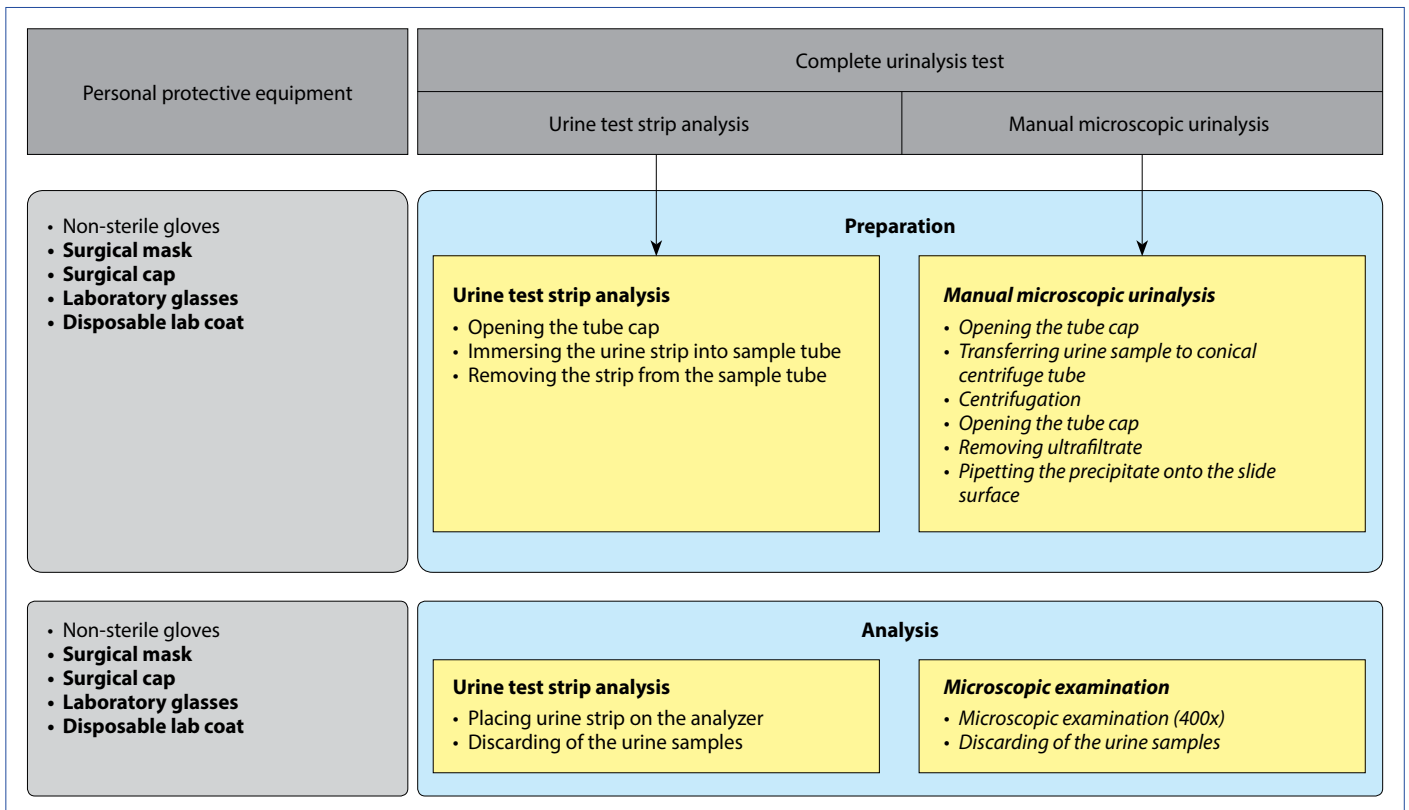 Personal protective equipment
Complete urinalysis test
Urine test strip analysis
Manual microscopic urinalysis
• Non-sterile gloves
• Surgical mask
• Surgical cap
• Laboratory glasses
• Disposable lab coat
Preparation
Urine test strip analysis
• Opening the tube cap
• Immersing the urine strip into sample tube
• Removing the strip from the sample tube
Manual microscopic urinalysis
• Opening the tube cap
• Transferring urine sample to conical
centrifuge tube
• Centrifugation
• Opening the tube cap
• Removing ultrafiltrate
• Pipetting the precipitate onto the slide
surface
• Non-sterile gloves
• Surgical mask
• Surgical cap
• Laboratory glasses
• Disposable lab coat
Analysis
Urine test strip analysis
• Placing urine strip on the analyzer
• Discarding of the urine samples
Microscopic examination
• Microscopic examination (400x)
• Discarding of the urine samples